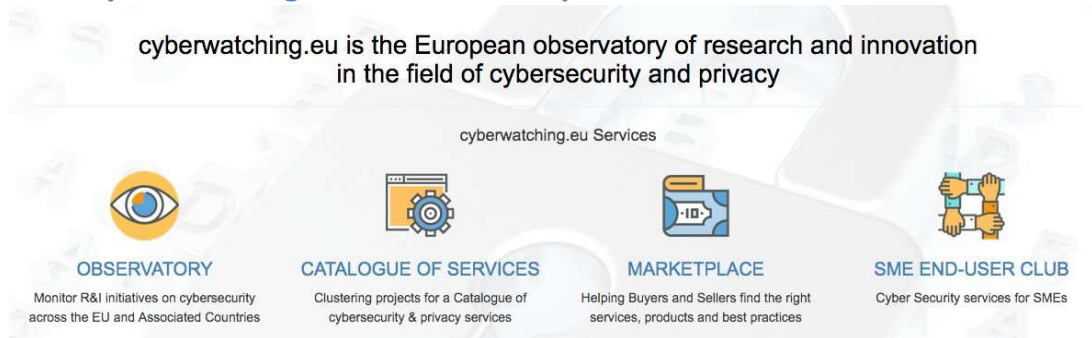 cyberwatching.eu is the European observatory of research and innovation
in the field of cybersecurity and privacy
cyberwatching.eu Services
OBSERVATORY
Monitor R&I initiatives on cybersecurity
across the EU and Associated Countries
CATALOGUE OF SERVICES
Clustering projects for a Catalogue of
cybersecurity & privacy services
MARKETPLACE
Helping Buyers and Sellers find the right
services, products and best practices
SME END-USER CLUB
Cyber Security services for SMEs